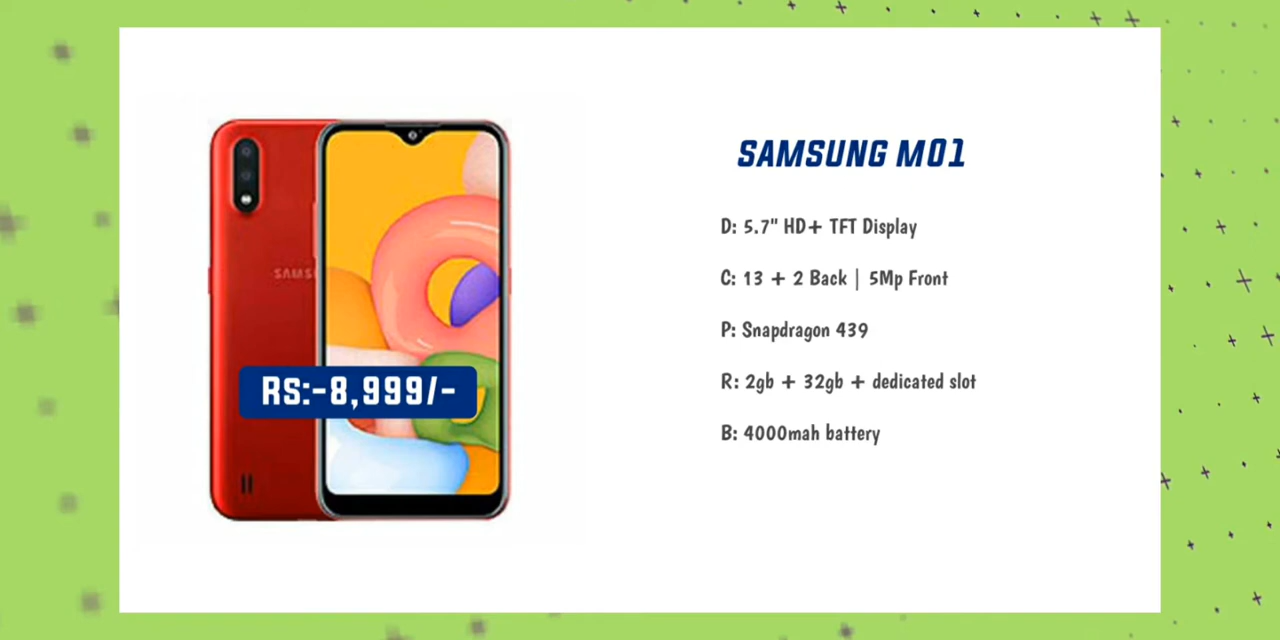 SAMSUNG M01
D: 5.7" HD+ TFT Display
C: 13 + 2 Back | 5Mp Front
P: Snapdragon 439
R: 2gb + 32gb + dedicated slot
B: 4000mah battery
SAMS
RS:-8,999/-